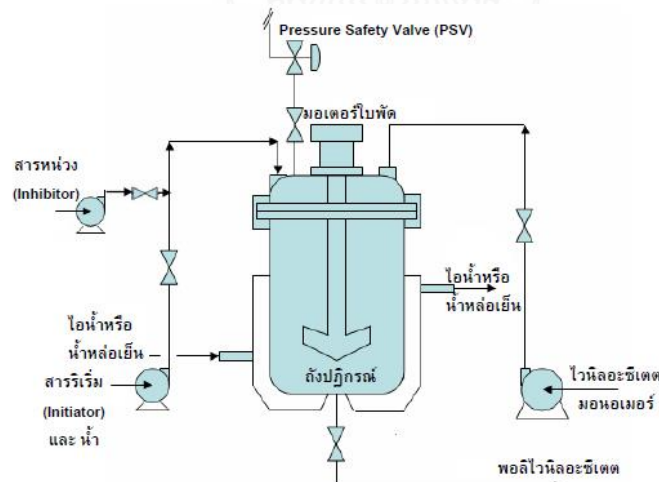 Pressure Safety Valve (PSV)
มอเตอร์ใบพัด
สารหน่วง
(Inhibitor)
ไอน้ำหรือ
น้ำหล่อเย็น
ไอน้ำหรือ
น้ำหล่อเย็น
สารริเริ่ม
(Initiator)
และ น้ำ
ถังปฏิกรณ์
ไวนิลอะซีเตต
มอนอเมอร์
พอลิไวนิลอะซีเตต